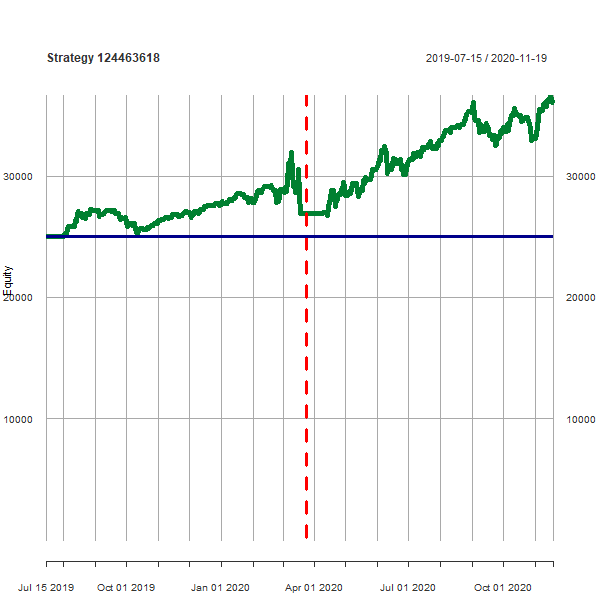 Strategy 124463618
2019-07-15 / 2020-11-19
30000
30000
Equity
20000
20000
10000
10000
Jul 15 2019
Oct 01 2019
Jan 01 2020
Apr 01 2020
Jul 01 2020
Oct 01 2020